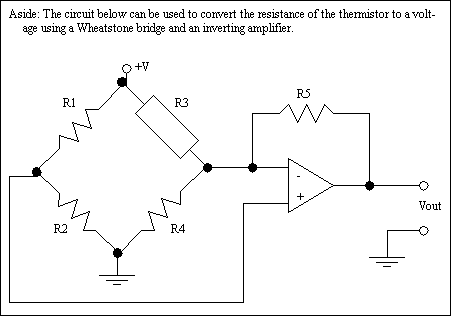 Aside: The circuit below can be used to convert the resistance of the thermistor to a volt-
age using a Wheatstone bridge and an inverting amplifier.
+V
R1
R3
R5
-
+
Vout
R2
R4